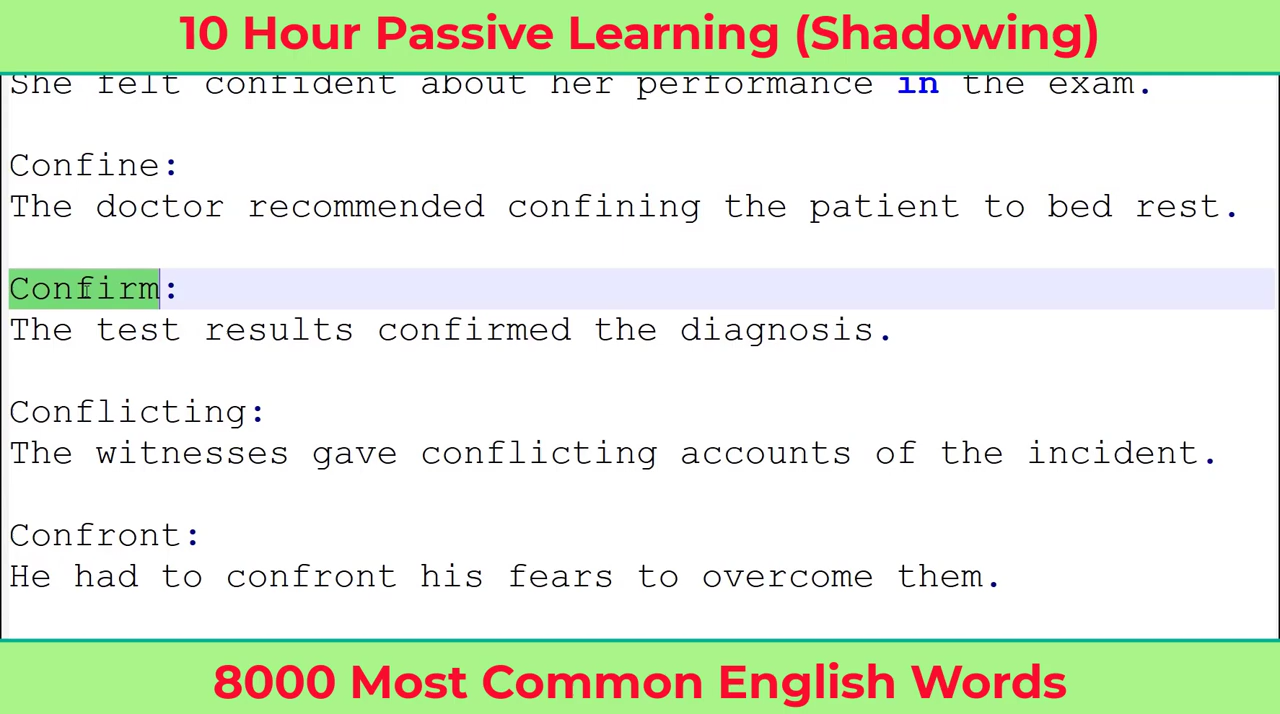 10 Hour Passive Learning (Shadowing)
She felt confident about her performance in the exam.
Confine:
The doctor recommended confining the patient to bed rest.
Confirm:
The test results confirmed the diagnosis.
Conflicting:
The witnesses gave conflicting accounts of the incident.
Confront:
He had to confront his fears to overcome them.
8000 Most Common English Words